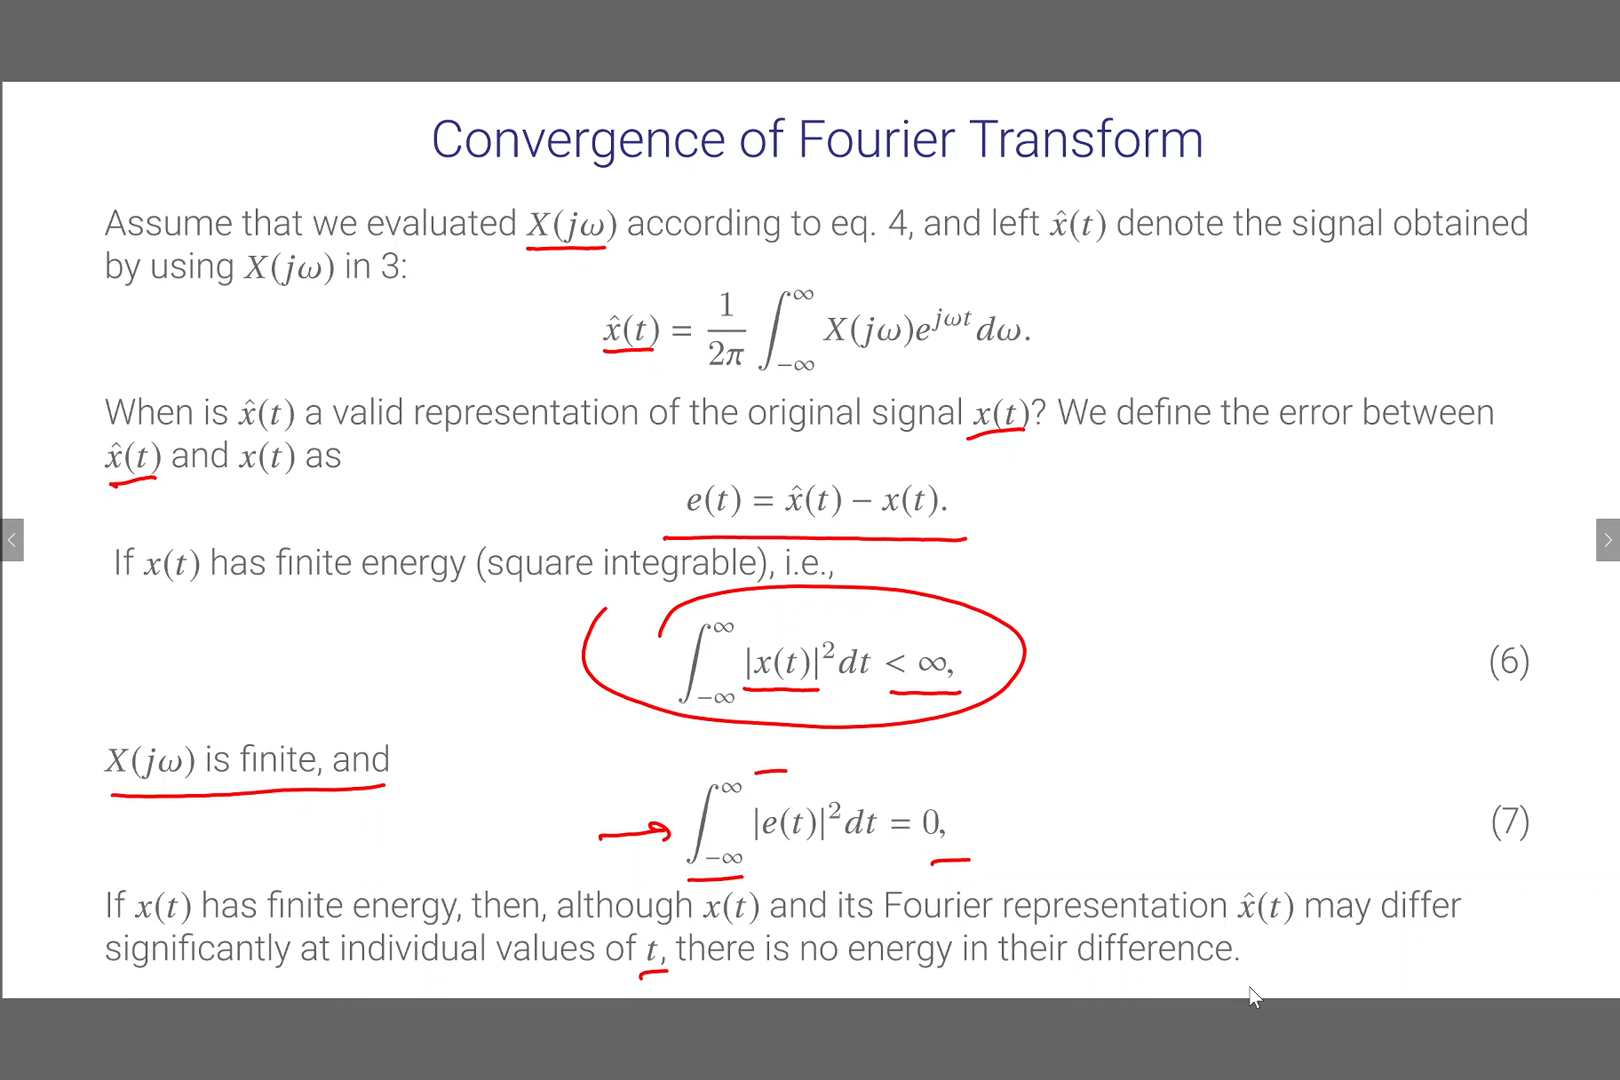 Convergence of Fourier Transform
Assume that we evaluated X(jω) according to eq. 4, and left x̂(t) denote the signal obtained
by using X(jω) in 3:
x̂(t) = 1/2π ∫_{−∞}^{∞} X(jω)e^{jωt} dω.
When is x̂(t) a valid representation of the original signal x(t)? We define the error between
x̂(t) and x(t) as
e(t) = x̂(t) − x(t).
If x(t) has finite energy (square integrable), i.e.,
∫_{−∞}^{∞} |x(t)|² dt < ∞, (6)
X(jω) is finite, and
∫_{−∞}^{∞} |e(t)|² dt = 0, (7)
If x(t) has finite energy, then, although x(t) and its Fourier representation x̂(t) may differ
significantly at individual values of t, there is no energy in their difference.